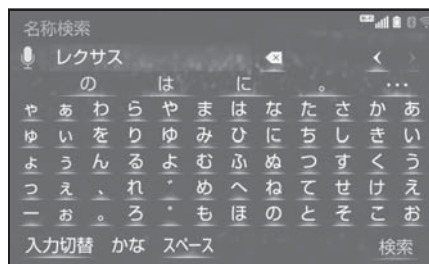 名称検索
レクサス
の は に 。 …
ゃ ぁ わ ら や ま は な た さ か あ
ゅ ぃ を り ゆ み ひ に ち し き い
ょ ぅ ん る よ む ふ ぬ つ す く う
っ ぇ 、 れ ゛ め へ ね て せ け え
ー ぉ 。 ろ ゜ も ほ の と そ こ お
入力切替 かな スペース 検索